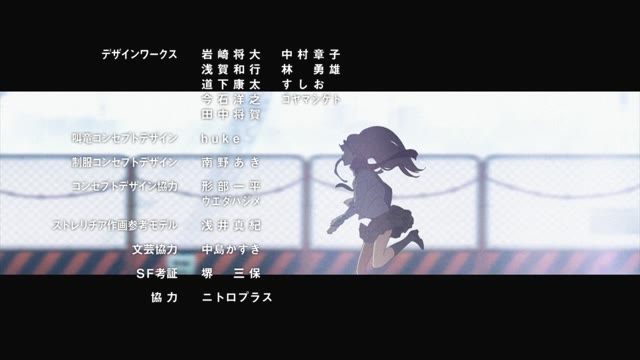 デザインワークス 岩崎将大 中村章子
浅賀和行 林 勇雄
道下康太 すしお
今石洋之 コヤマシゲト
田中将賀
叫竜コンセプトデザイン huke
制服コンセプトデザイン 南野あき
コンセプトデザイン協力 形部一平
ウエダハジメ
ストレリチア作画参考モデル 浅井真紀
文芸協力 中島かずき
SF考証 堺 三保
協力 ニトロプラス